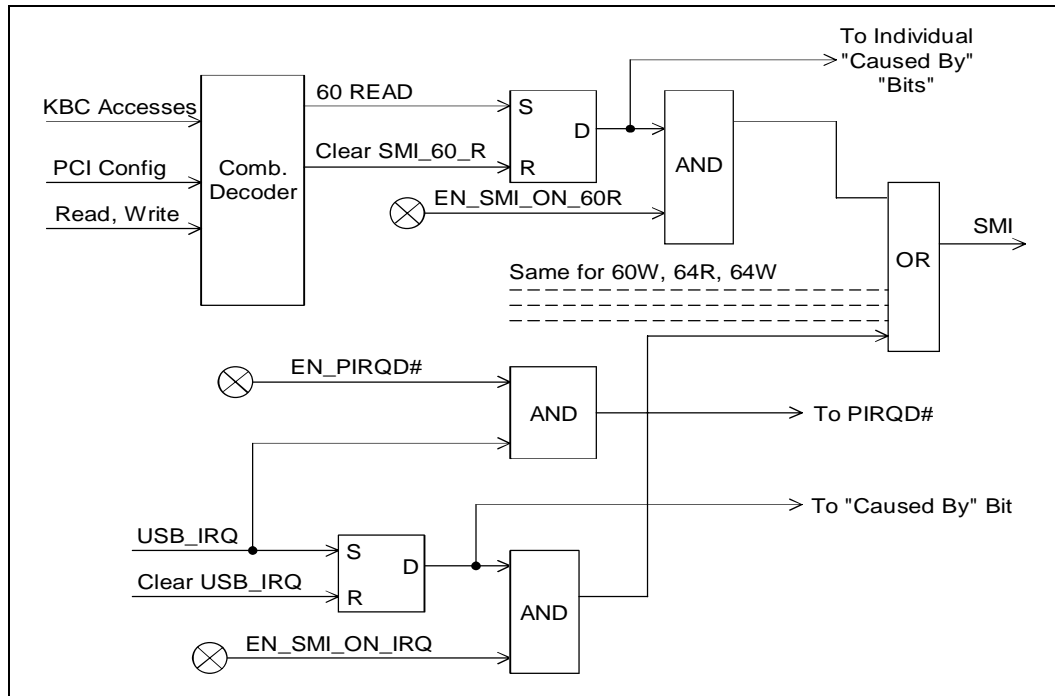 To Individual
"Caused By"
"Bits"
KBC Accesses
PCI Config
Read, Write
Comb.
Decoder
60 READ
Clear SMI_60_R
S
D
R
EN_SMI_ON_60R
AND
Same for 60W, 64R, 64W
OR
SMI
EN_PIRQD#
AND
To PIRQD#
To "Caused By" Bit
USB_IRQ
Clear USB_IRQ
S
D
R
EN_SMI_ON_IRQ
AND